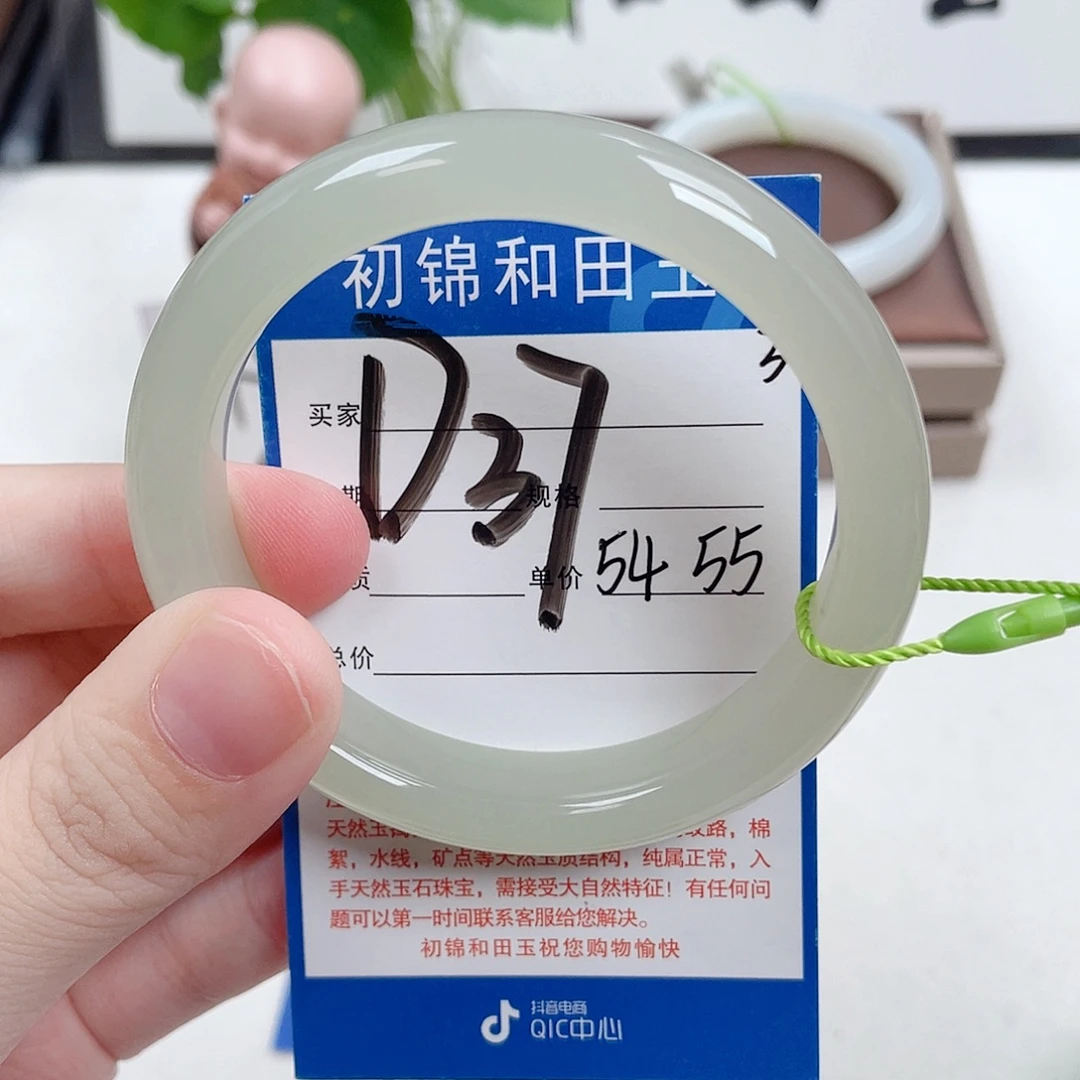 初锦和田玉
D37
买家
期 规格
质 单价 54 55
总价
天然玉
路，棉
絮，水线，矿点等天然玉质结构，纯属正常，入
手天然玉石珠宝，需接受大自然特征！有任何问
题可以第一时间联系客服给您解决。
初锦和田玉祝您购物愉快
抖音电商
QIC中心